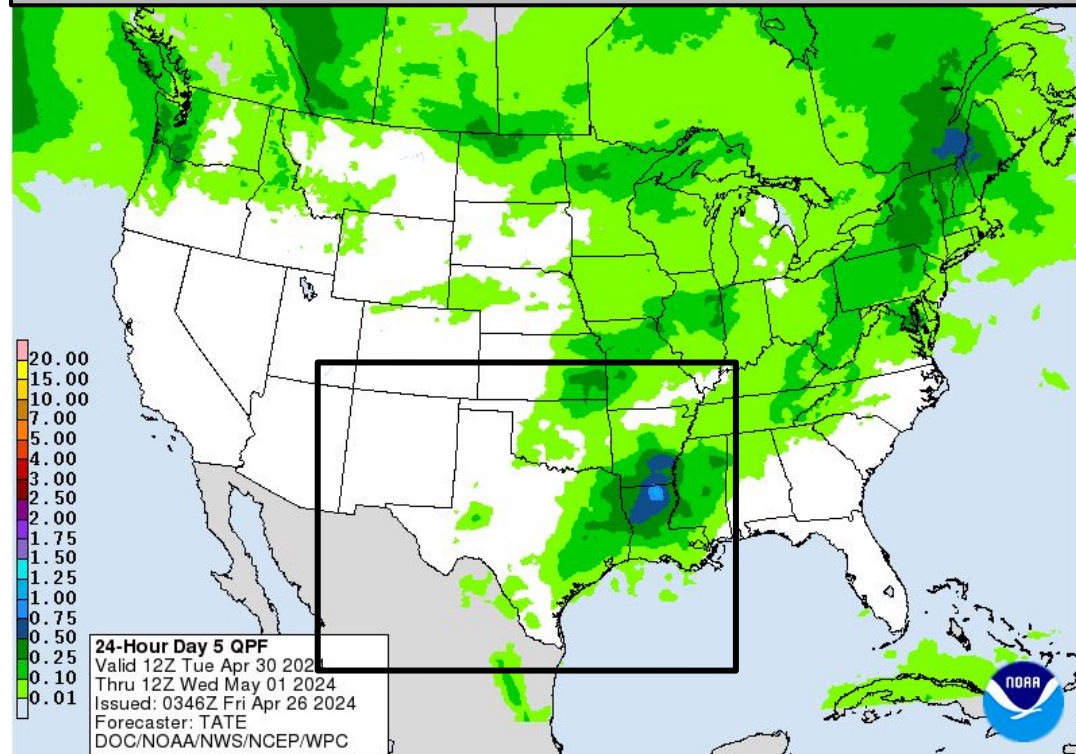 20.00
15.00
10.00
7.00
5.00
4.00
3.00
2.50
2.00
1.75
1.50
1.25
1.00
0.75
0.50
0.25
0.10
0.01
24-Hour Day 5 QPF
Valid 12Z Tue Apr 30 2024
Thru 12Z Wed May 01 2024
Issued: 0346Z Fri Apr 26 2024
Forecaster: TATE
DOC/NOAA/NWS/NCEP/WPC
NOAA